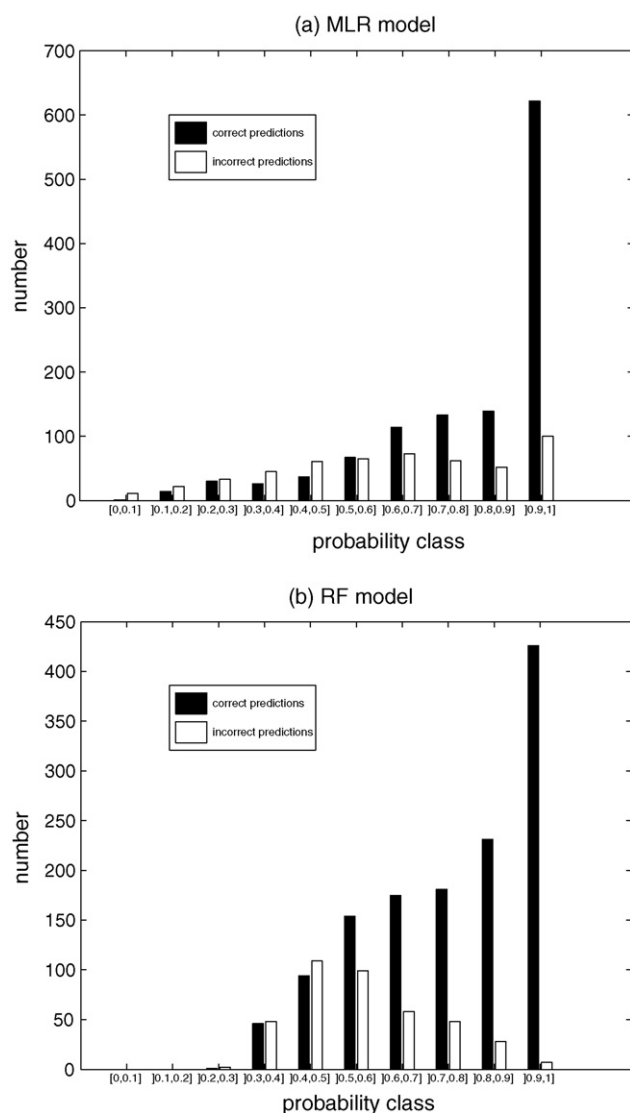 (a) MLR model
700
600
500
400
300
200
100
0
number
correct predictions
incorrect predictions
[0,0.1] ]0.1,0.2] ]0.2,0.3] ]0.3,0.4] ]0.4,0.5] ]0.5,0.6] ]0.6,0.7] ]0.7,0.8] ]0.8,0.9] ]0.9,1]
probability class
(b) RF model
450
400
350
300
250
200
150
100
50
0
number
correct predictions
incorrect predictions
[0,0.1] ]0.1,0.2] ]0.2,0.3] ]0.3,0.4] ]0.4,0.5] ]0.5,0.6] ]0.6,0.7] ]0.7,0.8] ]0.8,0.9] ]0.9,1]
probability class